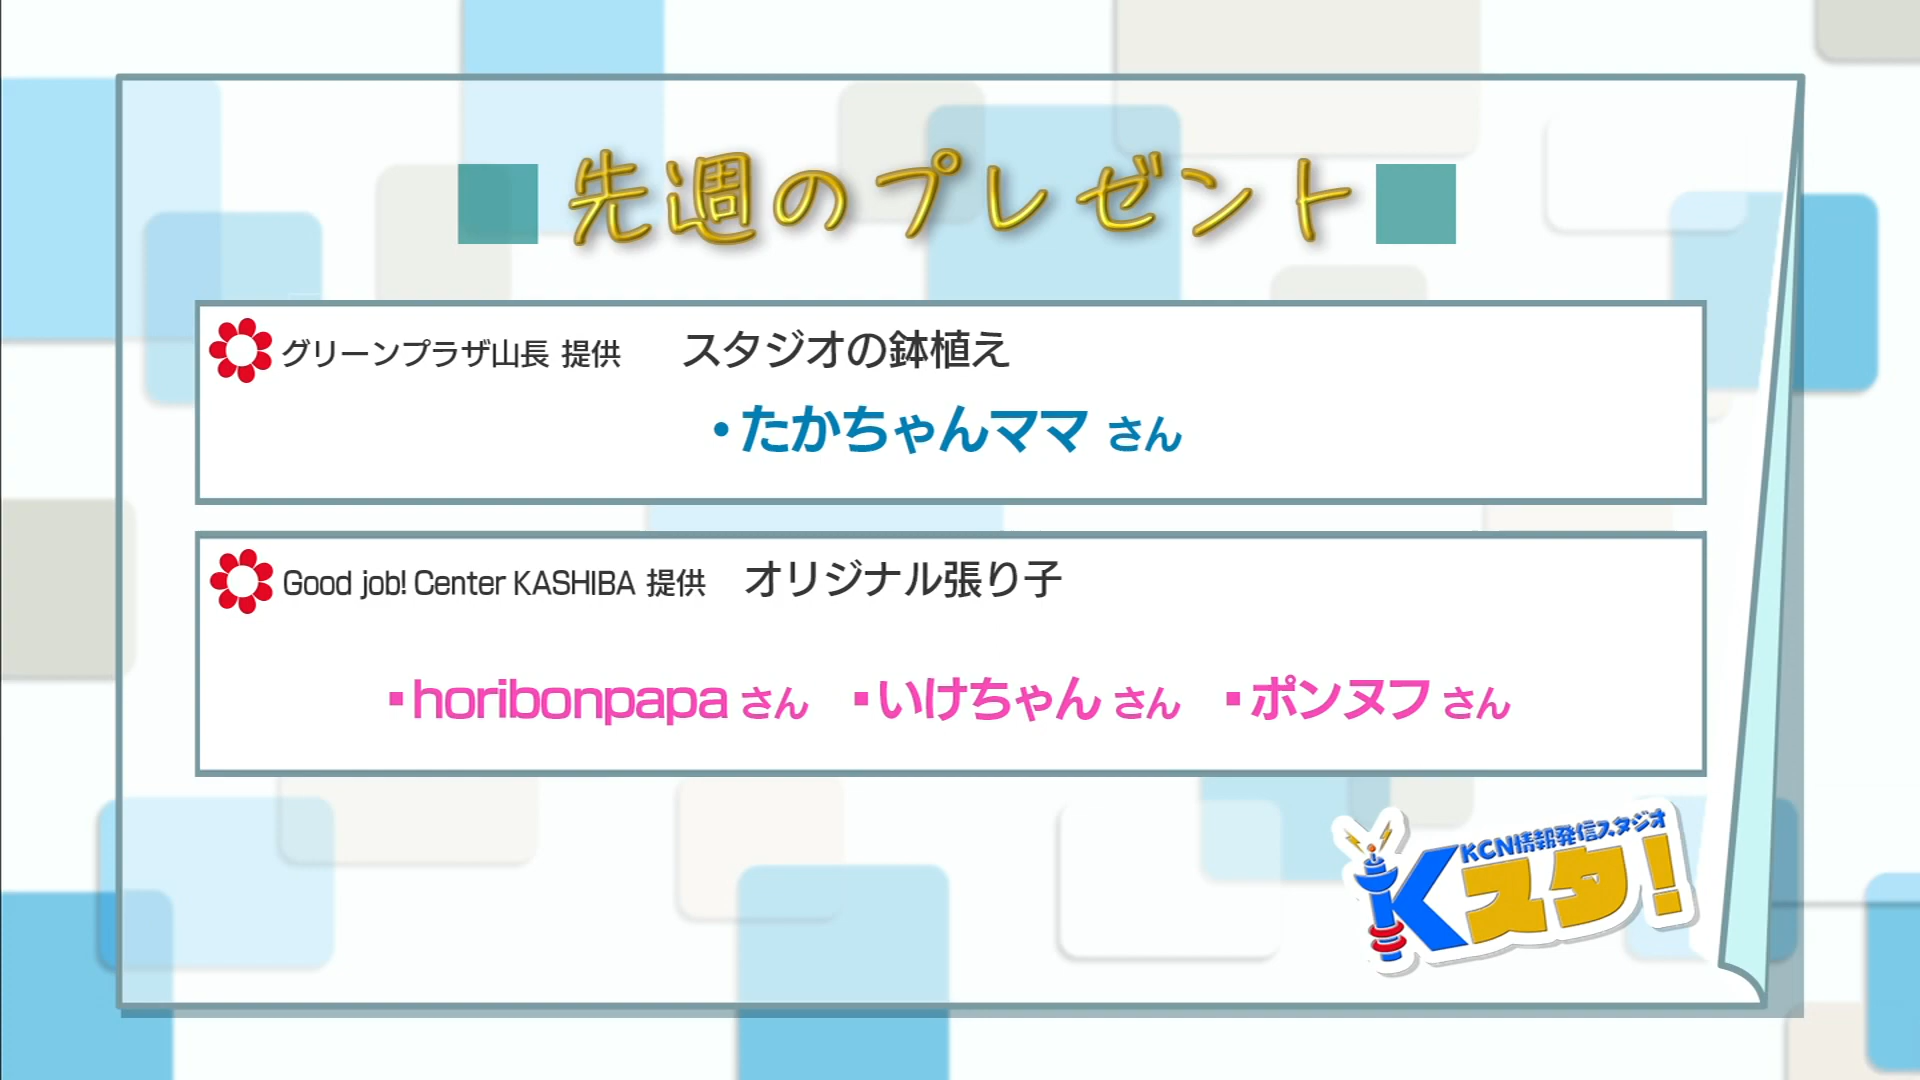 ■先週のプレゼント■
グリーンプラザ山長 提供 スタジオの鉢植え
・たかちゃんママ さん
Good job! Center KASHIBA 提供 オリジナル張り子
▪horibonpapa さん ▪いけちゃん さん ▪ポンヌフ さん
KCN情報発信スタジオ
Kスタ!